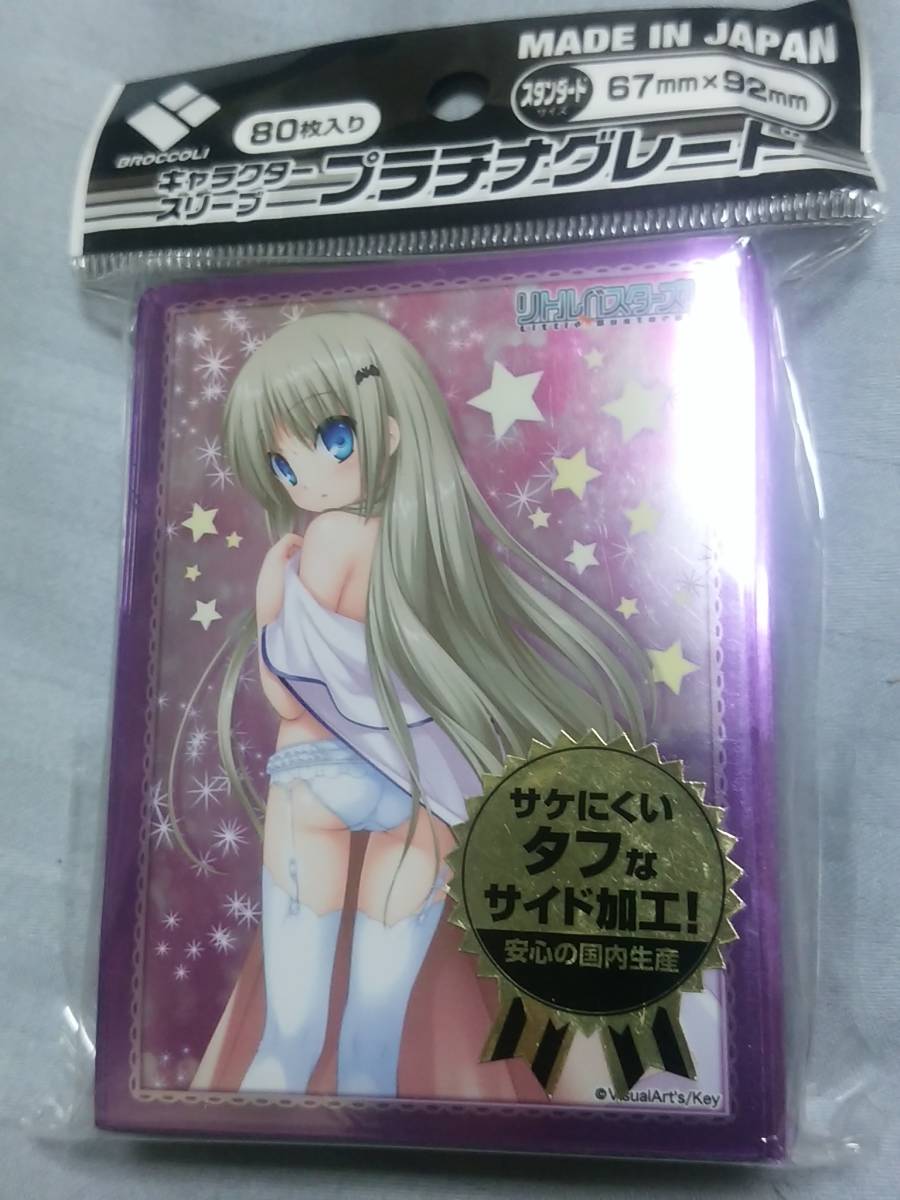 MADE IN JAPAN
BROCCOLI
80枚入り
スタンダード
サイズ
67mm×92mm
キャラクター
スリーブ
プラチナグレード
リトルバスターズ
Little Busters
サケにくい
タフな
サイド加工!
安心の国内生産
©VisualArt's/Key